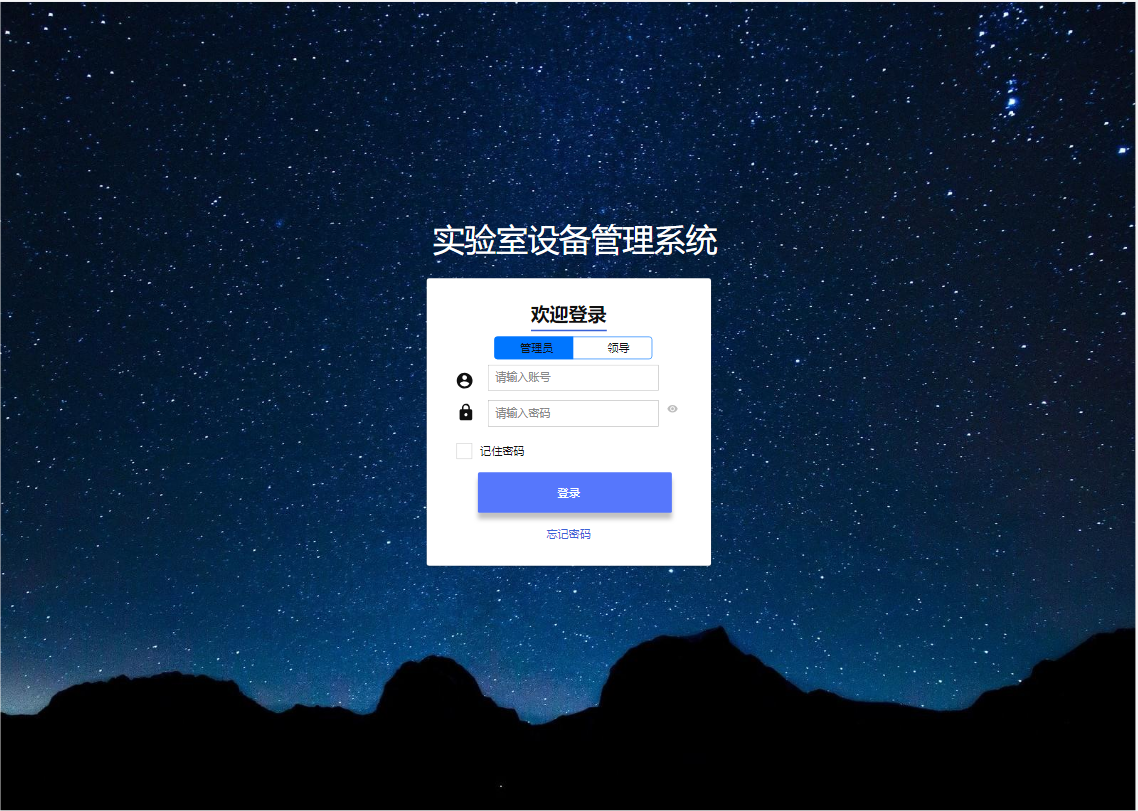 实验室设备管理系统
欢迎登录
管理员 领导
请输入账号
请输入密码
记住密码
登录
忘记密码